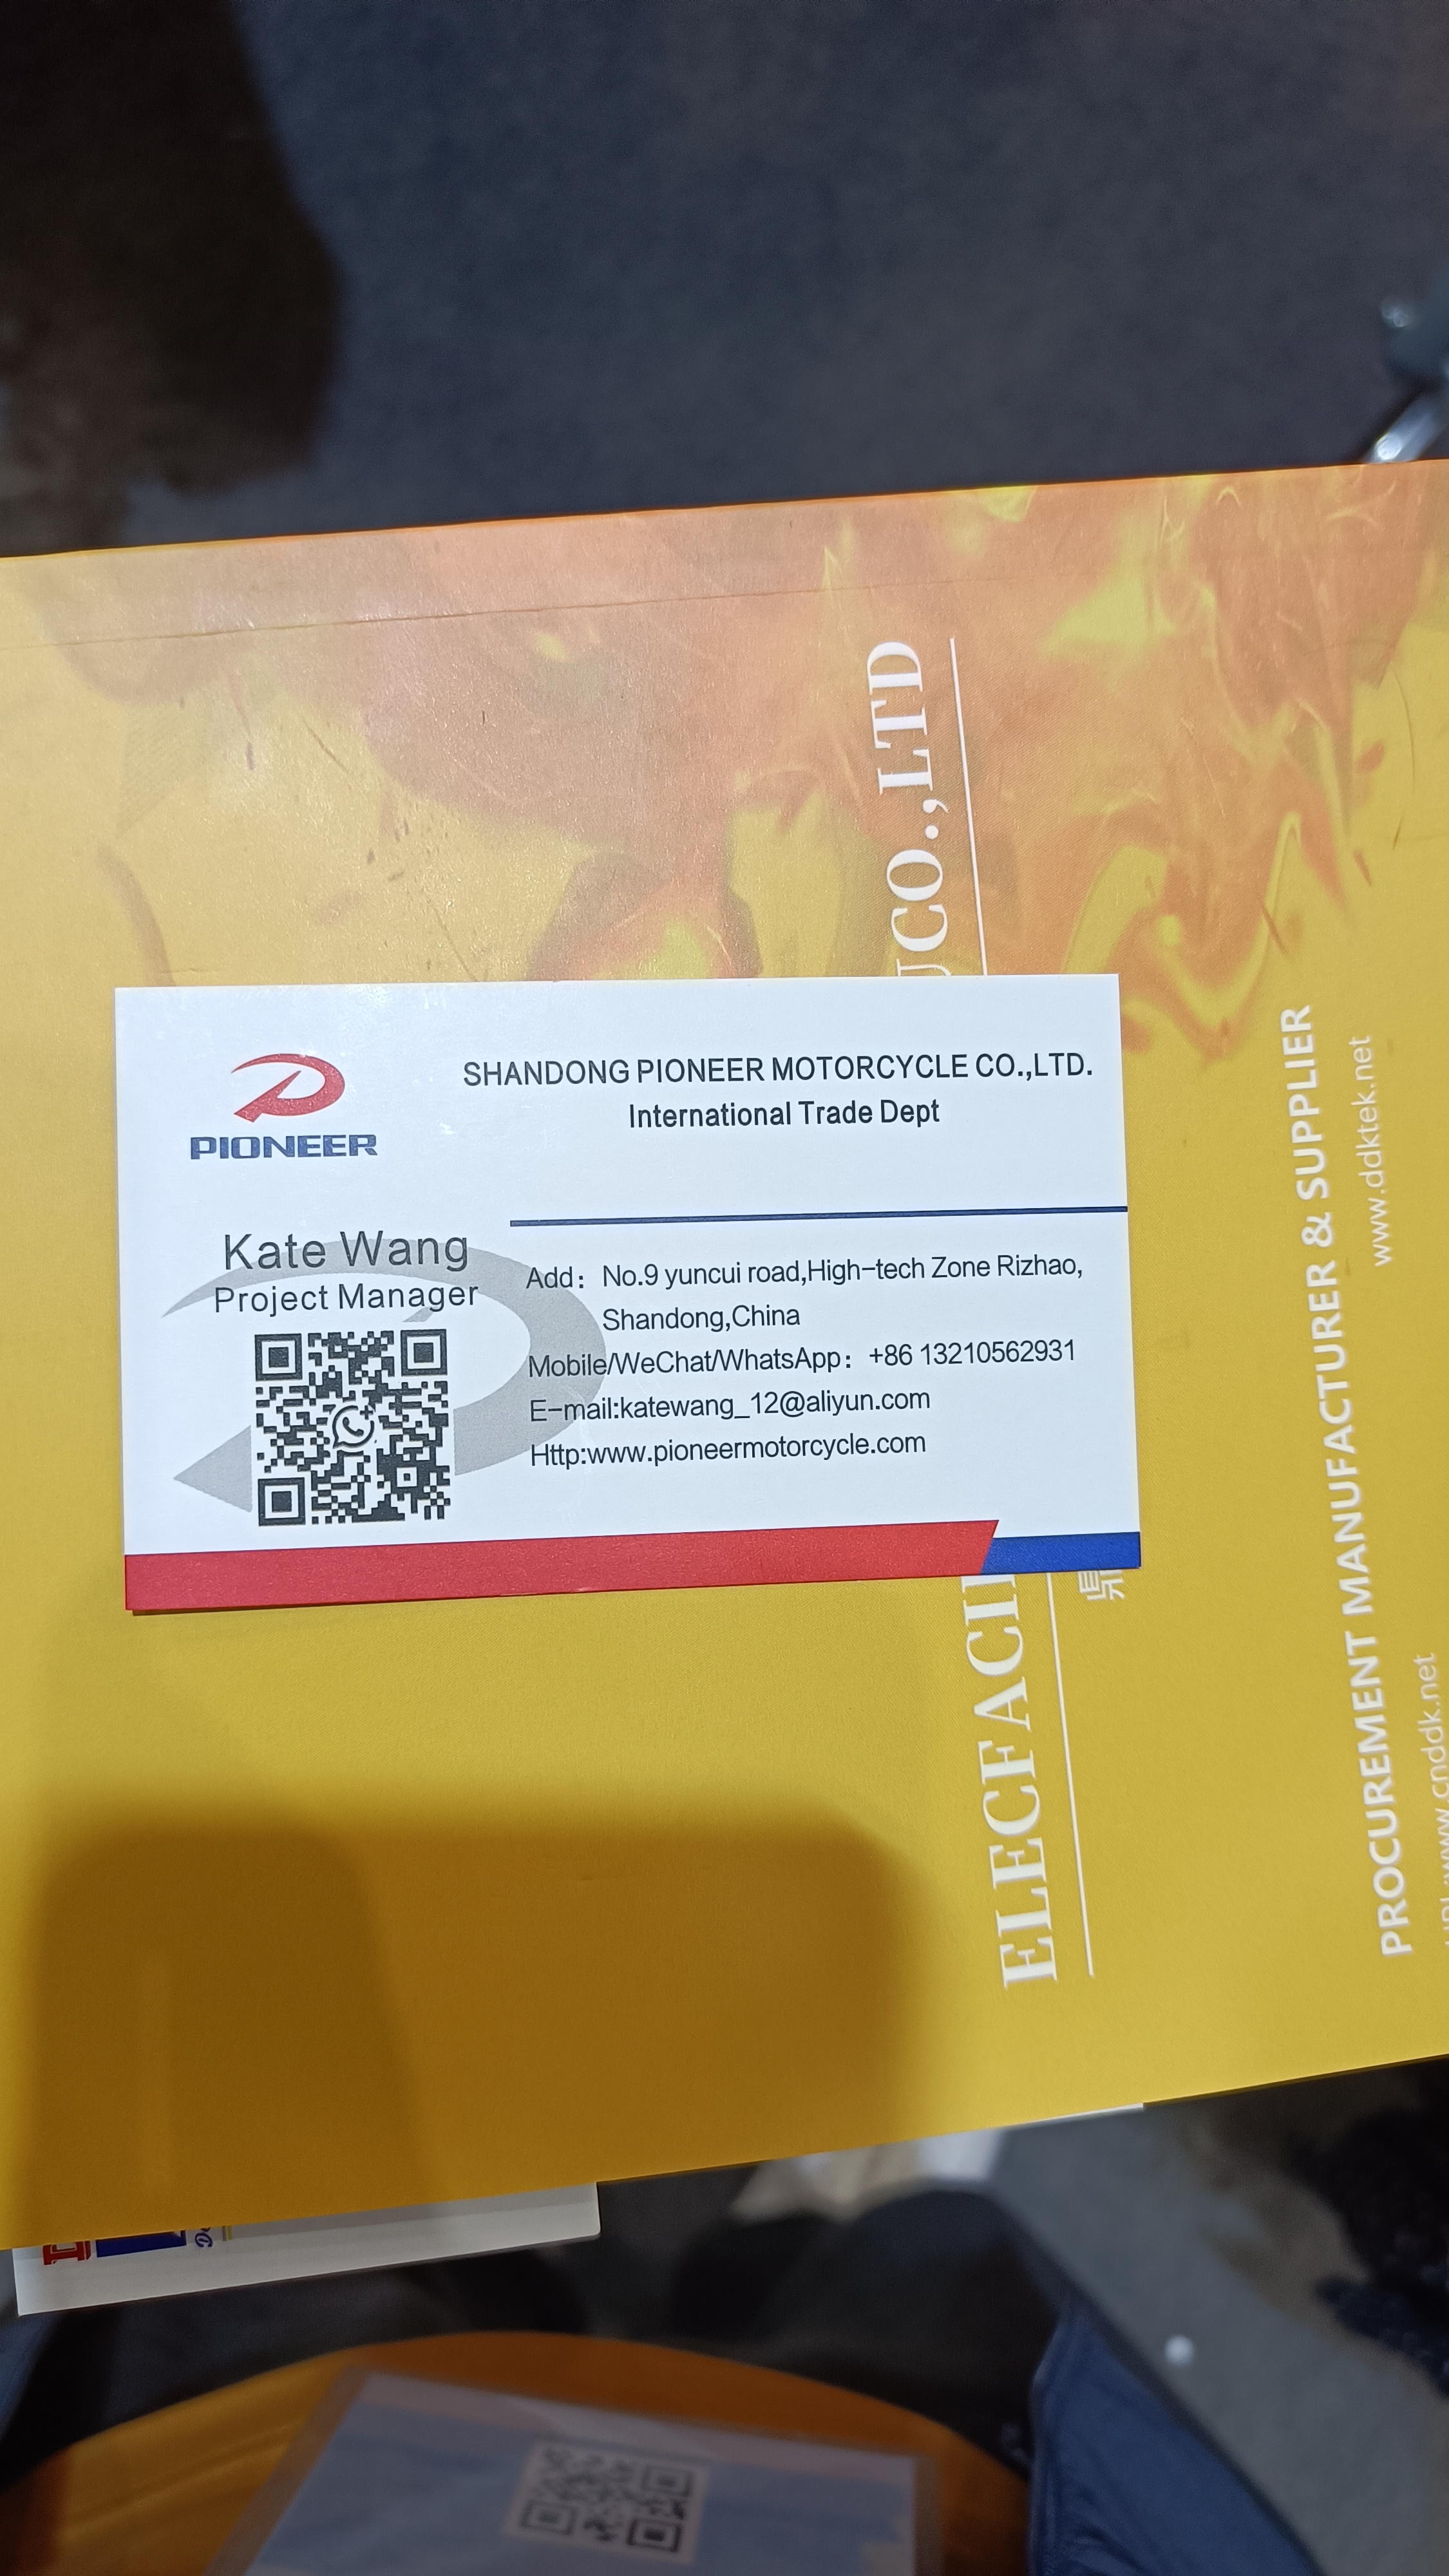 PIONEER
SHANDONG PIONEER MOTORCYCLE CO.,LTD.
International Trade Dept
Kate Wang
Project Manager
Add: No.9 yuncui road,High-tech Zone Rizhao,
Shandong,China
Mobile/WeChat/WhatsApp: +86 13210562931
E-mail:katewang_12@aliyun.com
Http:www.pioneermotorcycle.com
CO.,LTD
PROCUREMENT MANUFACTURER & SUPPLIER
www.ddktek.net
www.cnddk.net